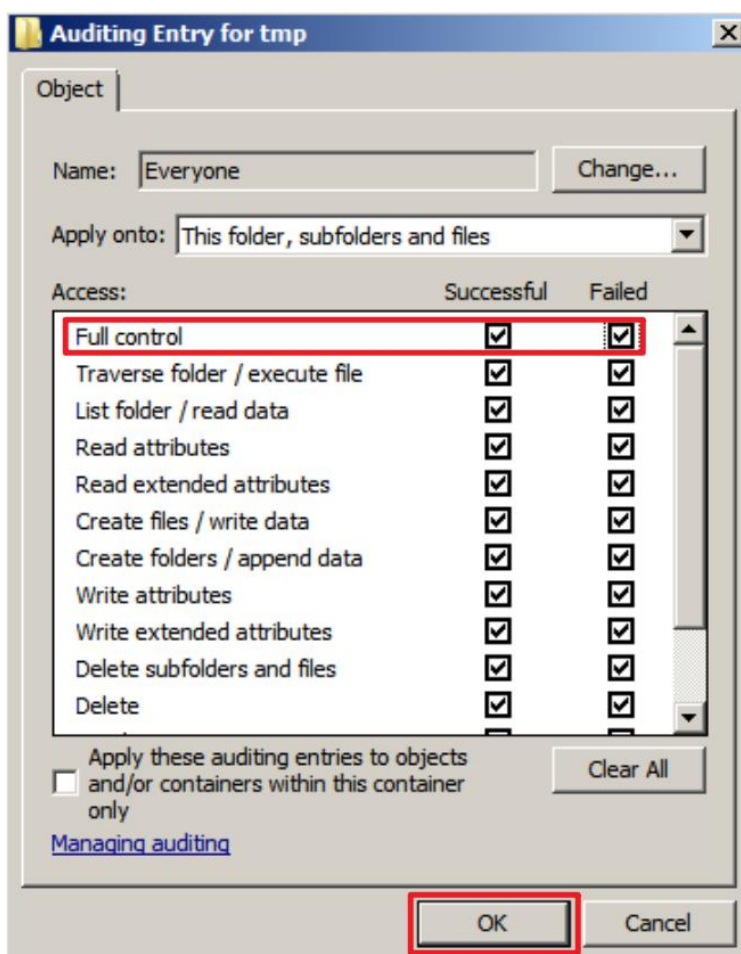 Auditing Entry for tmp
Object
Name: Everyone Change...
Apply onto: This folder, subfolders and files
Access: Successful Failed
Full control
Traverse folder / execute file
List folder / read data
Read attributes
Read extended attributes
Create files / write data
Create folders / append data
Write attributes
Write extended attributes
Delete subfolders and files
Delete
Apply these auditing entries to objects
and/or containers within this container
only
Clear All
Managing auditing
OK Cancel